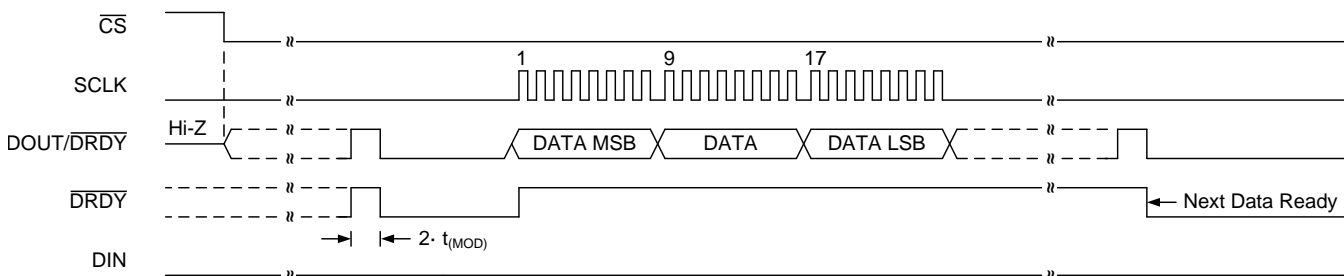 CS
1 9 17
SCLK
Hi-Z
DOUT/DRDY DATA MSB DATA DATA LSB
DRDY Next Data Ready
2· t(MOD)
DIN